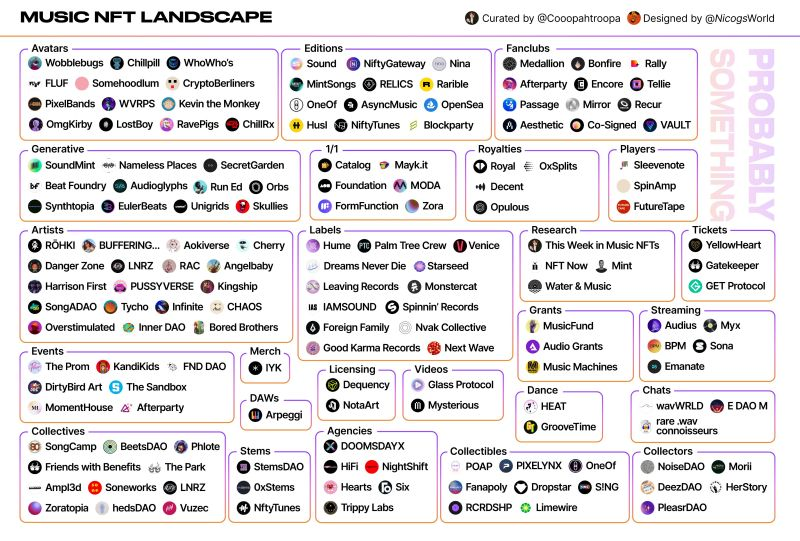 MUSIC NFT LANDSCAPE
Curated by @Cooopahtroopa
Designed by @NicogsWorld
PROBABLY
SOMETHING
Avatars
Wobblebugs Chillpill WhoWho's
FLUF Somehoodlum CryptoBerliners
PixelBands WVRPS Kevin the Monkey
OmgKirby LostBoy RavePigs ChillRx
Editions
Sound NiftyGateway Nina
MintSongs RELICS Rarible
OneOf AsyncMusic OpenSea
Husl NiftyTunes Blockparty
Fanclubs
Medallion Bonfire Rally
Afterparty Encore Tellie
Passage Mirror Recur
Aesthetic Co-Signed VAULT
Generative
SoundMint Nameless Places SecretGarden
Beat Foundry Audioglyphs Run Ed Orbs
Synthtopia EulerBeats Unigrids Skullies
1/1
Catalog Mayk.it
Foundation MODA
FormFunction Zora
Royalties
Royal OxSplits
Decent
Opulous
Players
Sleevenote
SpinAmp
FutureTape
Artists
RŌHKI BUFFERING... Aokiverse Cherry
Danger Zone LNRZ RAC Angelbaby
Harrison First PUSSYVERSE Kingship
SongADAO Tycho Infinite CHAOS
Overstimulated Inner DAO Bored Brothers
Labels
Hume Palm Tree Crew Venice
Dreams Never Die Starseed
Leaving Records Monstercat
IAMSOUND Spinnin' Records
Foreign Family Nvak Collective
Good Karma Records Next Wave
Research
This Week in Music NFTs
NFT Now Mint
Water & Music
Tickets
YellowHeart
Gatekeeper
GET Protocol
Grants
MusicFund
Audio Grants
Music Machines
Streaming
Audius Myx
BPM Sona
Emanate
Events
The Prom KandiKids FND DAO
DirtyBird Art The Sandbox
MomentHouse Afterparty
Merch
IYK
DAWs
Arpeggi
Licensing
Dequency
NotaArt
Videos
Glass Protocol
Mysterious
Dance
HEAT
GrooveTime
Chats
wavWRLD E DAO M
rare .wav
connoisseurs
Collectives
SongCamp BeetsDAO Phlote
Friends with Benefits The Park
Ampl3d Soneworks LNRZ
Zoratopia hedsDAO Vuzec
Stems
StemsDAO
0xStems
NftyTunes
Agencies
DOOMSDAYX
HiFi NightShift
Hearts Six
Trippy Labs
Collectibles
POAP PIXELYNX OneOf
Fanapoly Dropstar S!NG
RCRDSHP Limewire
Collectors
NoiseDAO Morii
DeezDAO HerStory
PleasrDAO